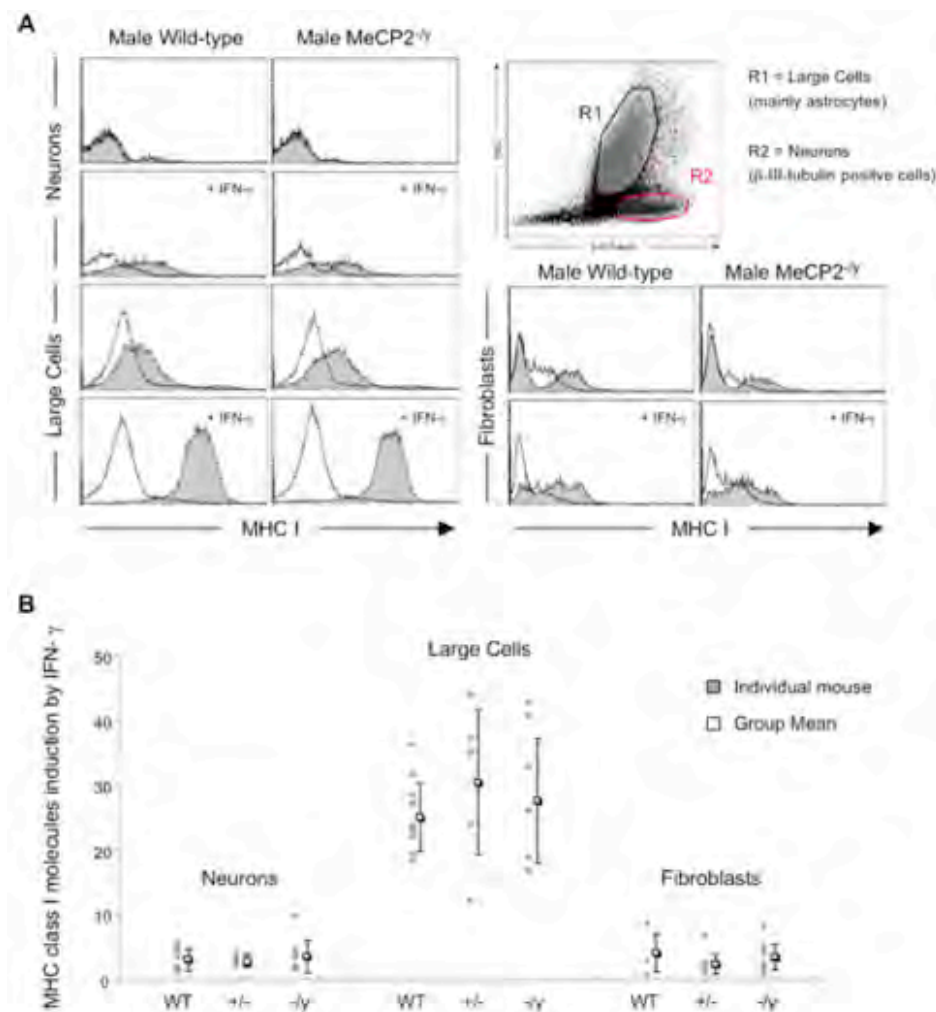 A
Male Wild-type
Male MeCP2-/y
Neurons
+ IFN-γ
+ IFN-γ
Large Cells
+ IFN-γ
+ IFN-γ
MHC I
R1
R2
R1 = Large Cells
(mainly astrocytes)
R2 = Neurons
(β-III-tubulin positve cells)
Male Wild-type
Male MeCP2-/y
Fibroblasts
+ IFN-γ
+ IFN-γ
MHC I
B
MHC class I molecules induction by IFN- γ
50
40
30
20
10
0
Neurons
Large Cells
Fibroblasts
Individual mouse
Group Mean
WT +/- -/y WT +/- -/y WT +/- -/y